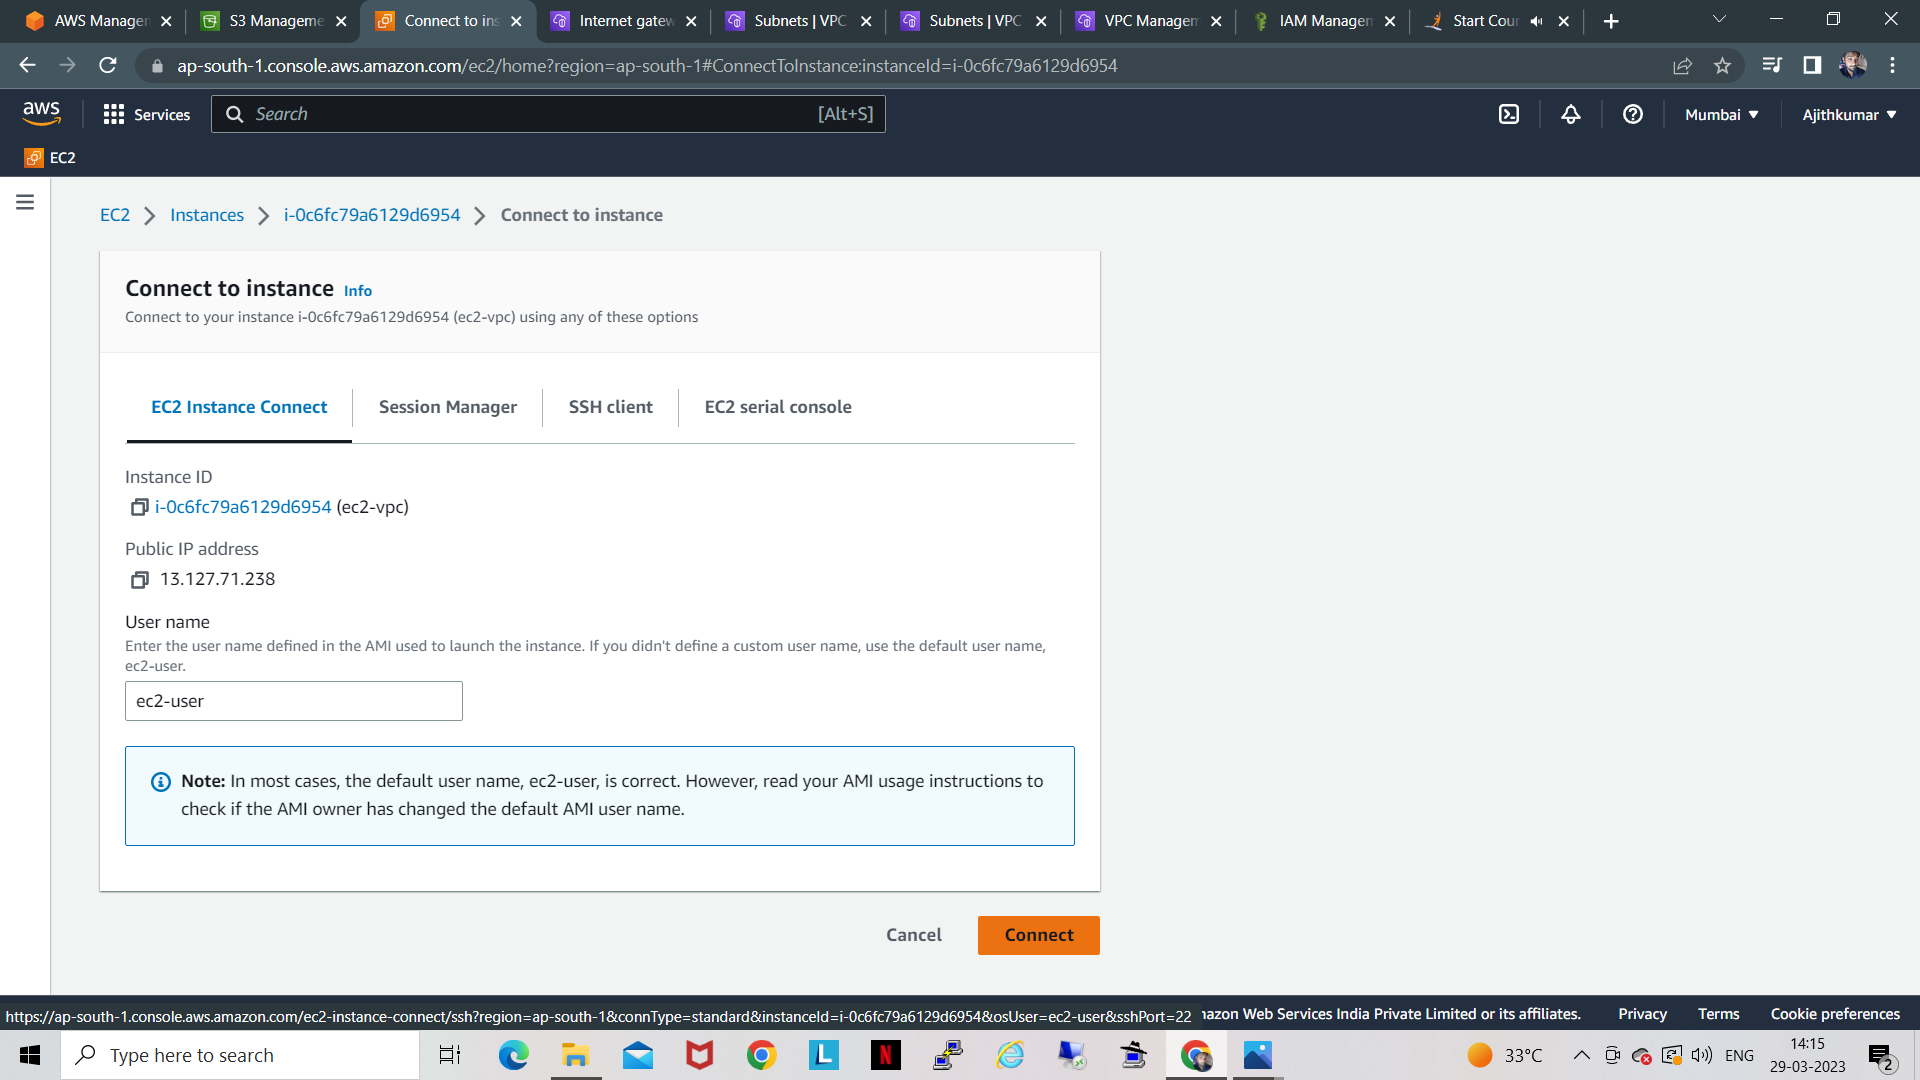 AWS Manager
S3 Manageme
Connect to ins
Internet gatew
Subnets | VPC
Subnets | VPC
VPC Managem
IAM Managem
Start Cour
ap-south-1.console.aws.amazon.com/ec2/home?region=ap-south-1#ConnectToInstance:instanceId=i-0c6fc79a6129d6954
aws
Services
Search
[Alt+S]
Mumbai
Ajithkumar
EC2
EC2
Instances
i-0c6fc79a6129d6954
Connect to instance
Connect to instance Info
Connect to your instance i-0c6fc79a6129d6954 (ec2-vpc) using any of these options
EC2 Instance Connect
Session Manager
SSH client
EC2 serial console
Instance ID
i-0c6fc79a6129d6954 (ec2-vpc)
Public IP address
13.127.71.238
User name
Enter the user name defined in the AMI used to launch the instance. If you didn't define a custom user name, use the default user name,
ec2-user.
ec2-user
Note: In most cases, the default user name, ec2-user, is correct. However, read your AMI usage instructions to
check if the AMI owner has changed the default AMI user name.
Cancel
Connect
https://ap-south-1.console.aws.amazon.com/ec2-instance-connect/ssh?region=ap-south-1&connType=standard&instanceId=i-0c6fc79a6129d6954&osUser=ec2-user&sshPort=22
azon Web Services India Private Limited or its affiliates.
Privacy
Terms
Cookie preferences
Type here to search
L
N
33°C
ENG
14:15
29-03-2023
2